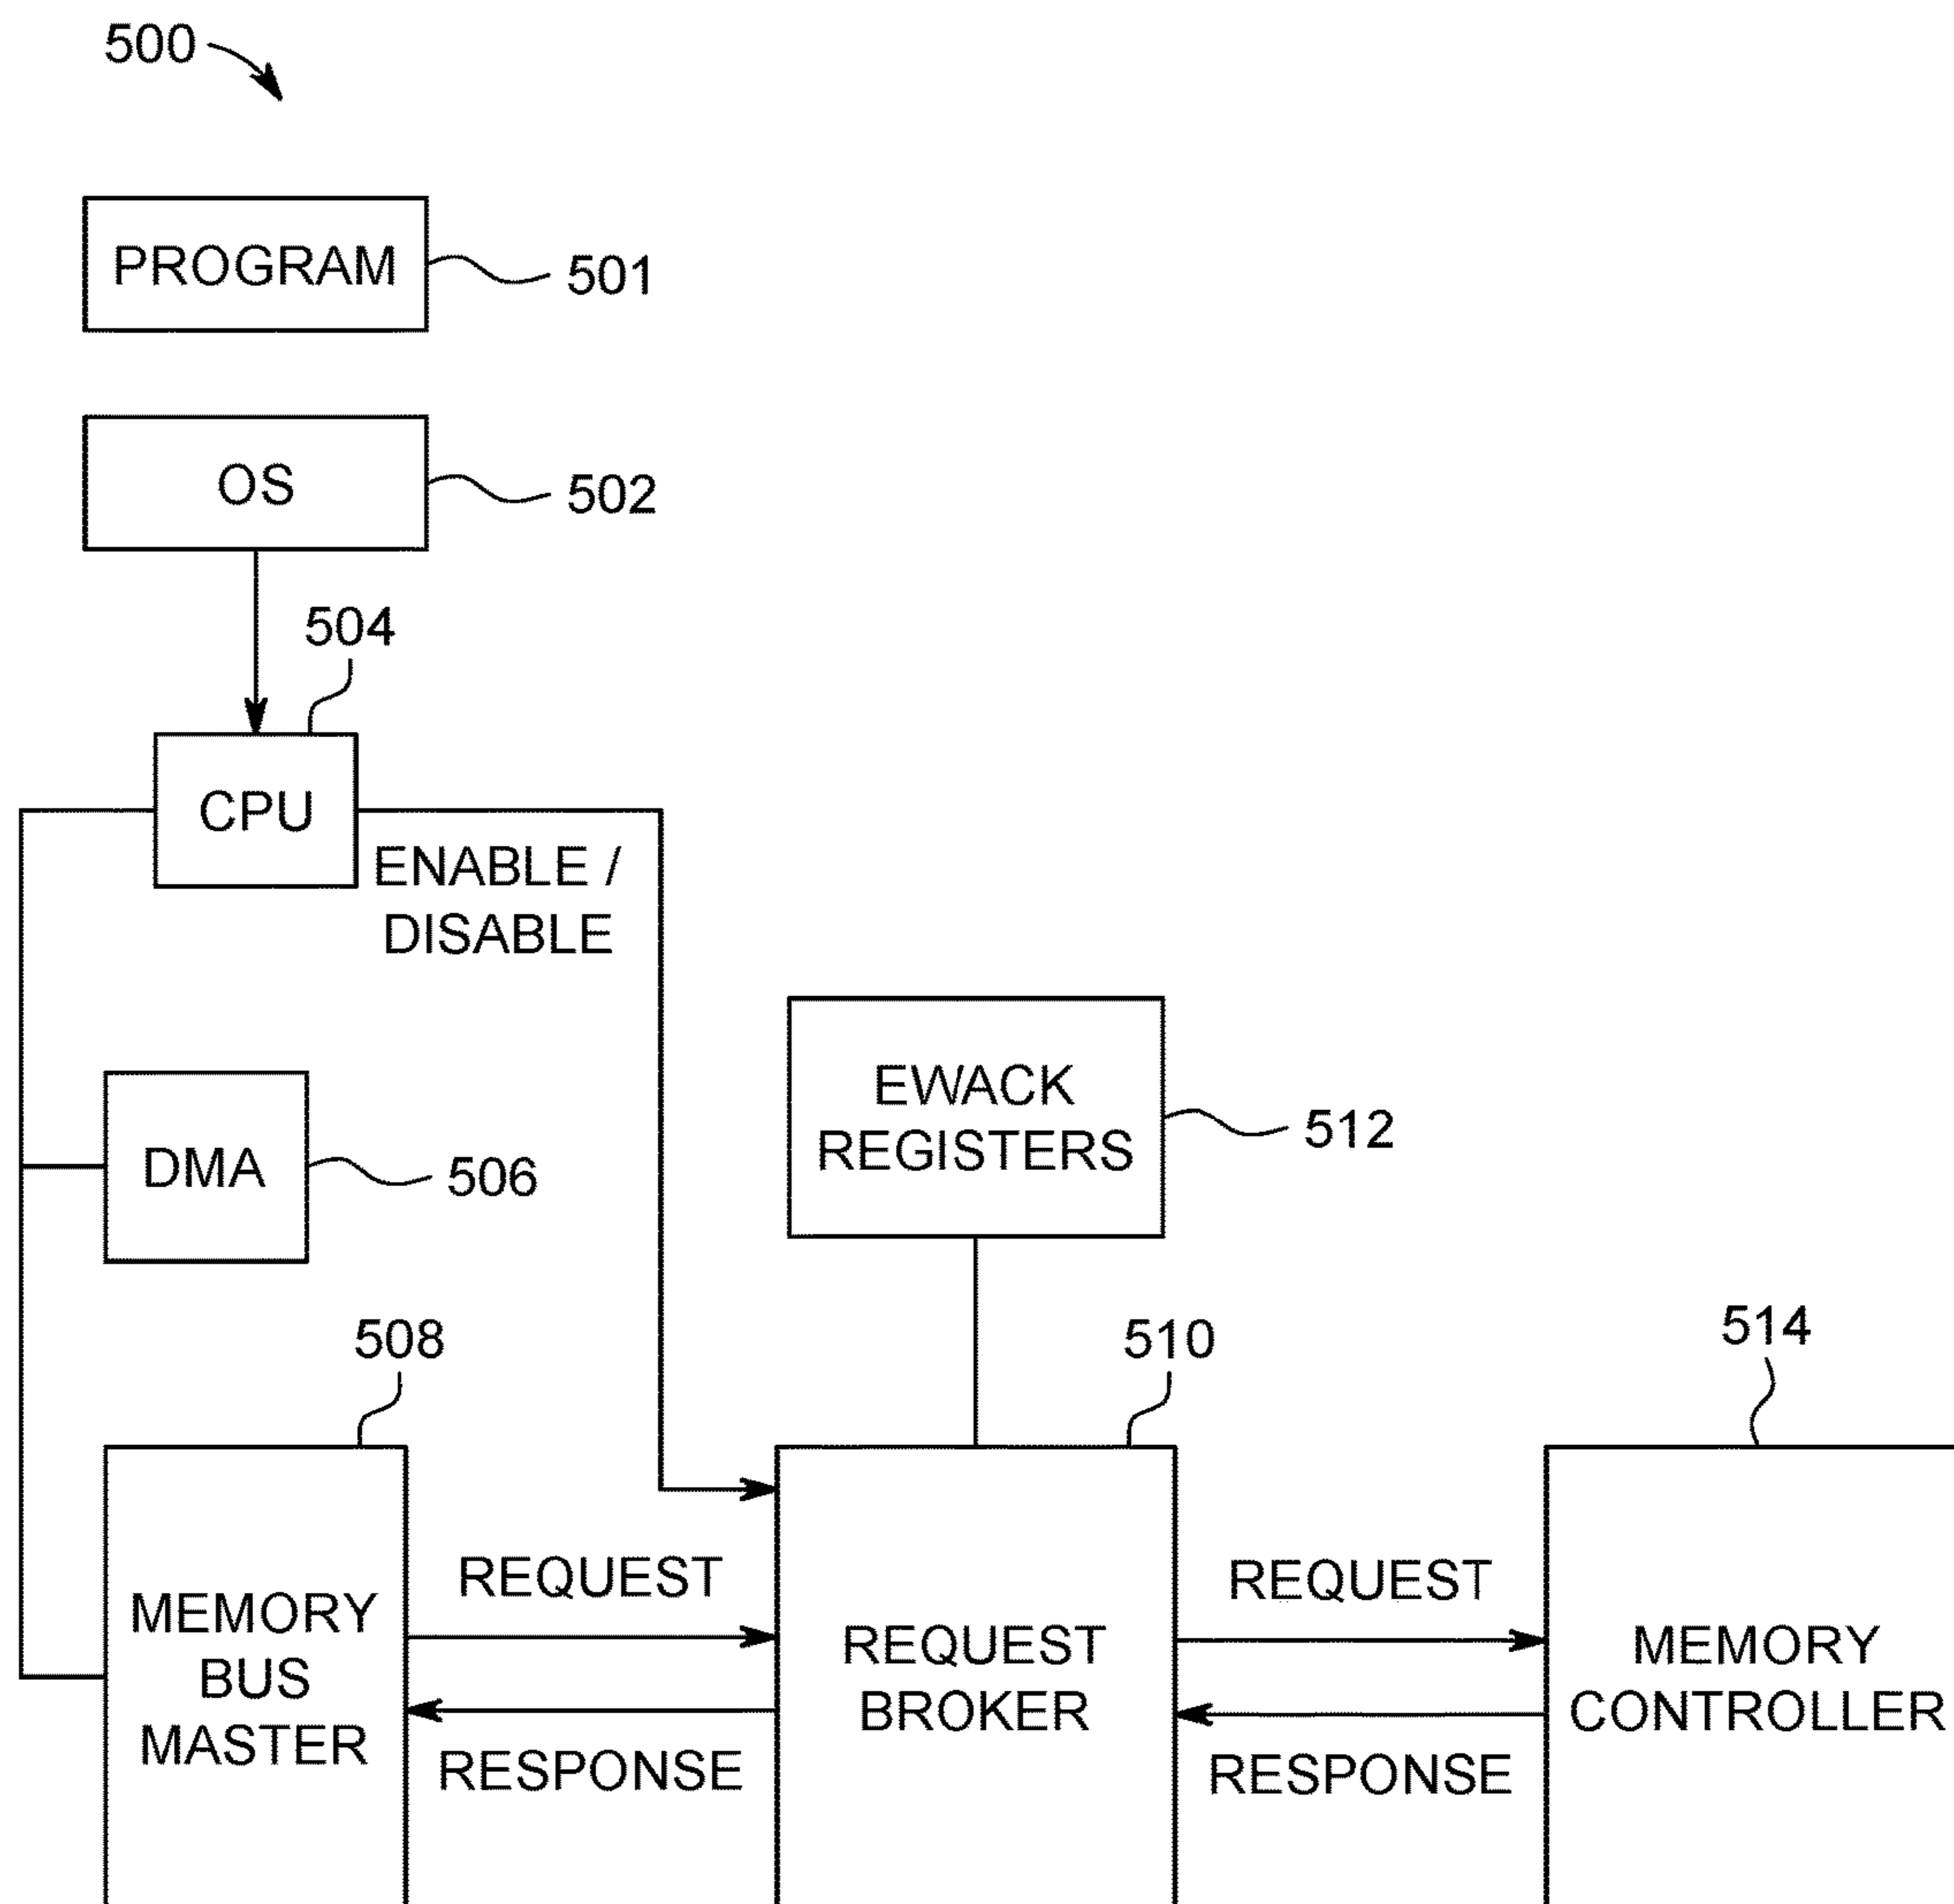 500
PROGRAM
501
OS
502
504
CPU
ENABLE /
DISABLE
EWACK
REGISTERS
512
DMA
506
508
510
514
MEMORY
BUS
MASTER
REQUEST
RESPONSE
REQUEST
BROKER
REQUEST
RESPONSE
MEMORY
CONTROLLER